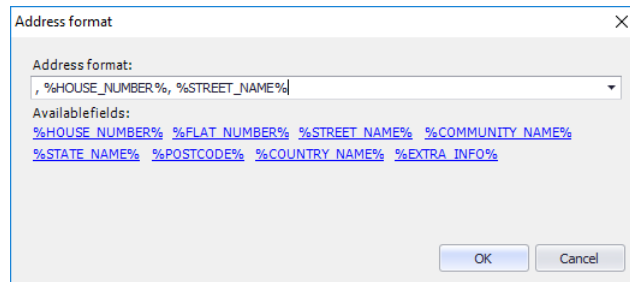 Address format
Address format:
, %HOUSE_NUMBER%, %STREET_NAME%
Availablefields:
%HOUSE_NUMBER% %FLAT_NUMBER% %STREET_NAME% %COMMUNITY_NAME%
%STATE_NAME% %POSTCODE% %COUNTRY_NAME% %EXTRA_INFO%
OK Cancel